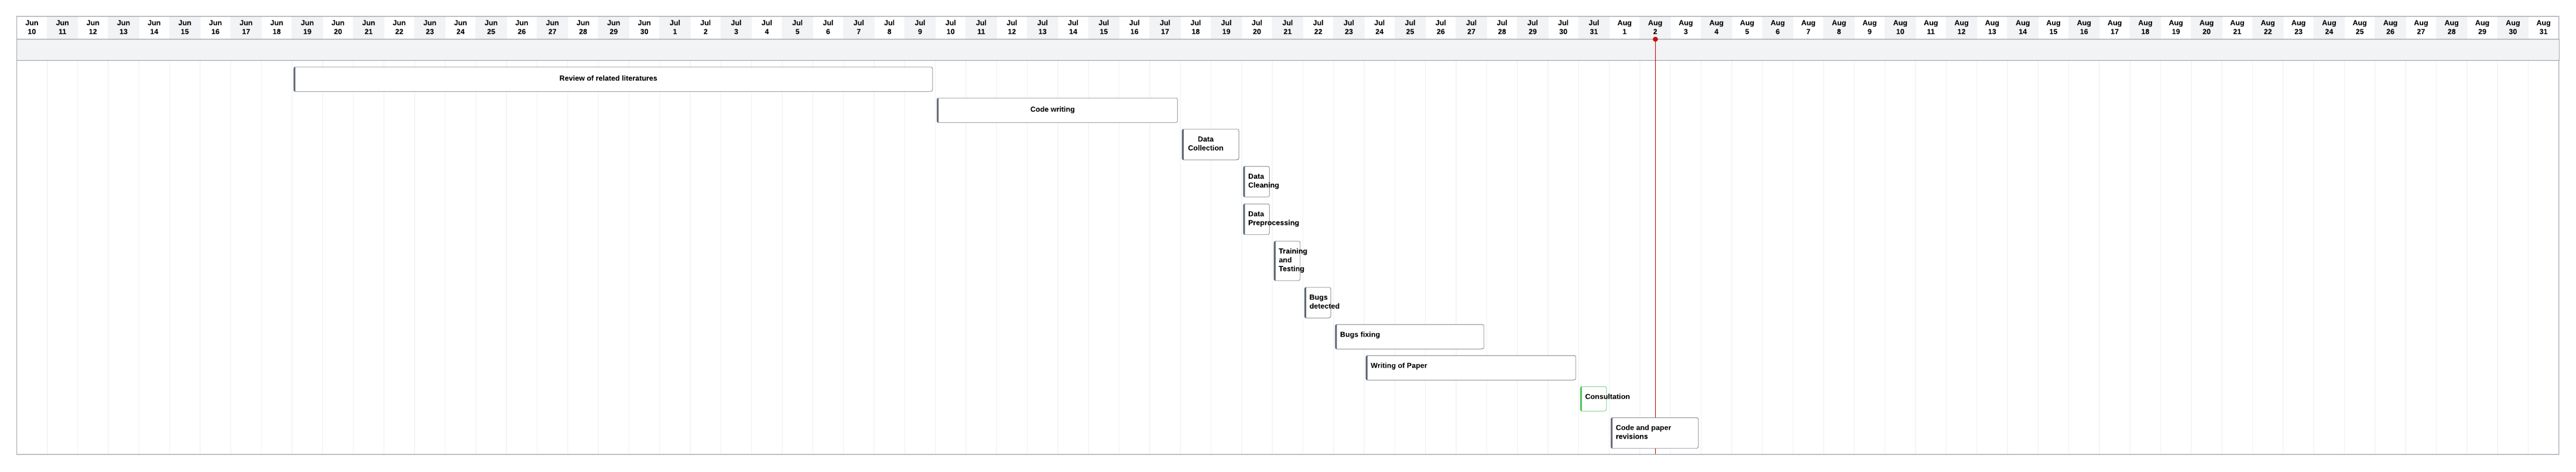 Jun Jun Jun Jun Jun Jun Jun Jun Jun Jun Jun Jun Jun Jun Jun Jun Jun Jun Jun Jun Jun Jul Jul Jul Jul Jul Jul Jul Jul Jul Jul Jul Jul Jul Jul Jul Jul Jul Jul Jul Jul Jul Jul Jul Jul Jul Jul Jul Jul Jul Jul Jul Aug Aug Aug Aug Aug Aug Aug Aug Aug Aug Aug Aug Aug Aug Aug Aug Aug Aug Aug Aug Aug Aug Aug Aug Aug Aug Aug Aug Aug Aug Aug
10 11 12 13 14 15 16 17 18 19 20 21 22 23 24 25 26 27 28 29 30 1 2 3 4 5 6 7 8 9 10 11 12 13 14 15 16 17 18 19 20 21 22 23 24 25 26 27 28 29 30 31 1 2 3 4 5 6 7 8 9 10 11 12 13 14 15 16 17 18 19 20 21 22 23 24 25 26 27 28 29 30 31
Review of related literatures
Code writing
Data
Collection
Data
Cleaning
Data
Preprocessing
Training
and
Testing
Bugs
detected
Bugs fixing
Writing of Paper
Consultation
Code and paper
revisions